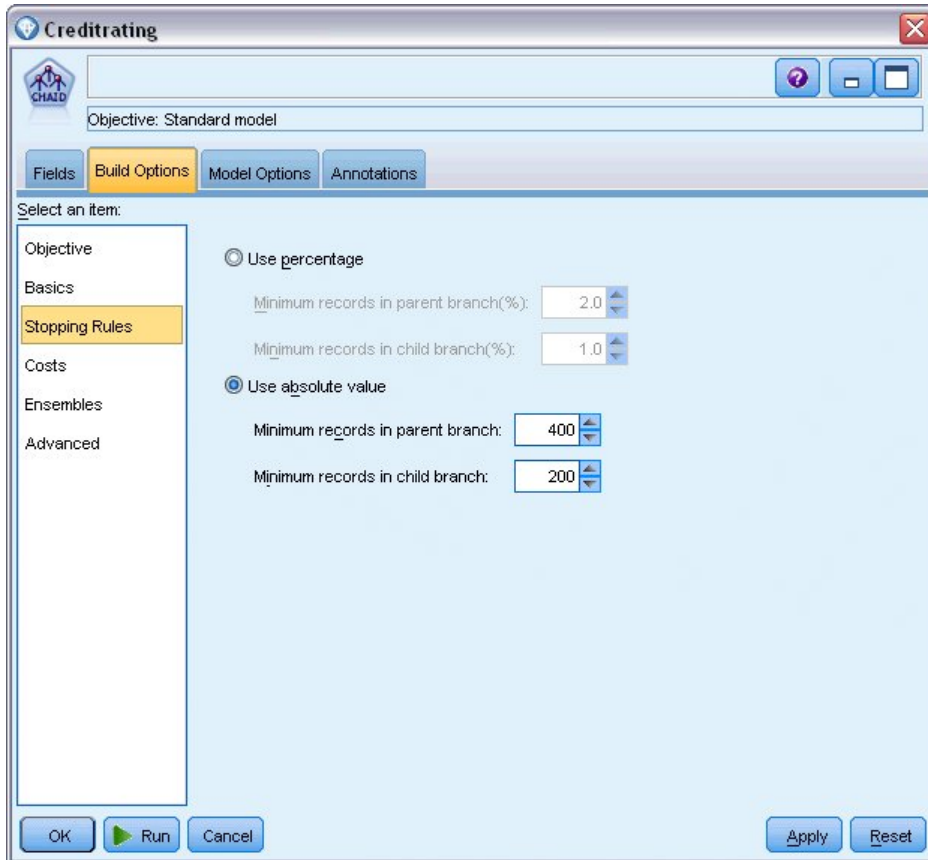 Creditrating
CHAID
Objective: Standard model
Fields Build Options Model Options Annotations
Select an item:
Objective
Basics
Stopping Rules
Costs
Ensembles
Advanced
Use percentage
Minimum records in parent branch(%): 2.0
Minimum records in child branch(%): 1.0
Use absolute value
Minimum records in parent branch: 400
Minimum records in child branch: 200
OK Run Cancel Apply Reset